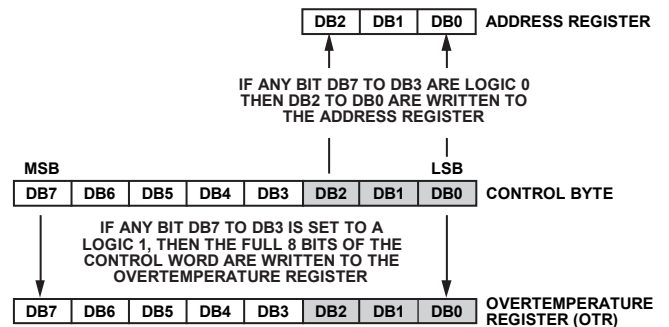 DB2 DB1 DB0 ADDRESS REGISTER
IF ANY BIT DB7 TO DB3 ARE LOGIC 0
THEN DB2 TO DB0 ARE WRITTEN TO
THE ADDRESS REGISTER
MSB LSB
DB7 DB6 DB5 DB4 DB3 DB2 DB1 DB0 CONTROL BYTE
IF ANY BIT DB7 TO DB3 IS SET TO A
LOGIC 1, THEN THE FULL 8 BITS OF THE
CONTROL WORD ARE WRITTEN TO THE
OVERTEMPERATURE REGISTER
DB7 DB6 DB5 DB4 DB3 DB2 DB1 DB0 OVERTEMPERATURE
REGISTER (OTR)